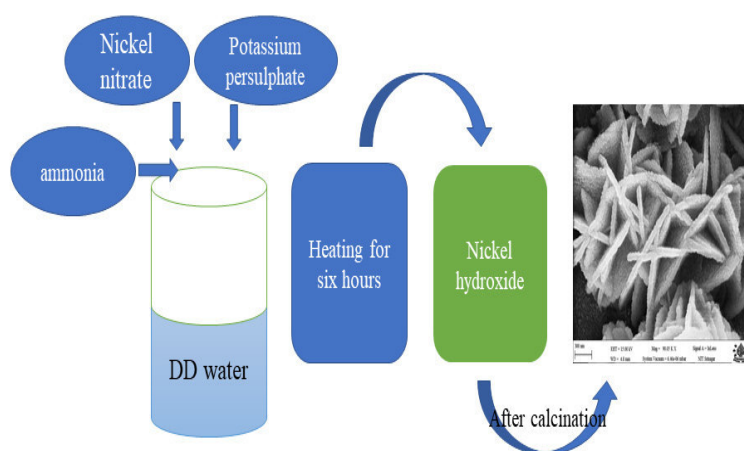 Nickel
nitrate
Potassium
persulphate
ammonia
DD water
Heating for
six hours
Nickel
hydroxide
After calcination